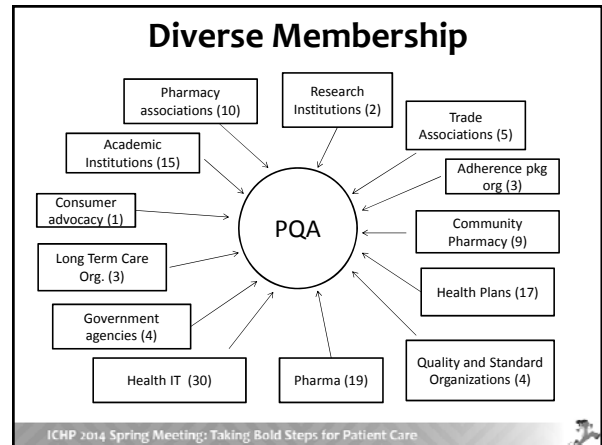 Diverse Membership
Pharmacy
associations (10)
Research
Institutions (2)
Trade
Associations (5)
Academic
Institutions (15)
Adherence pkg
org (3)
Consumer
advocacy (1)
PQA
Community
Pharmacy (9)
Long Term Care
Org. (3)
Health Plans (17)
Government
agencies (4)
Health IT (30)
Pharma (19)
Quality and Standard
Organizations (4)
ICHP 2014 Spring Meeting: Taking Bold Steps for Patient Care